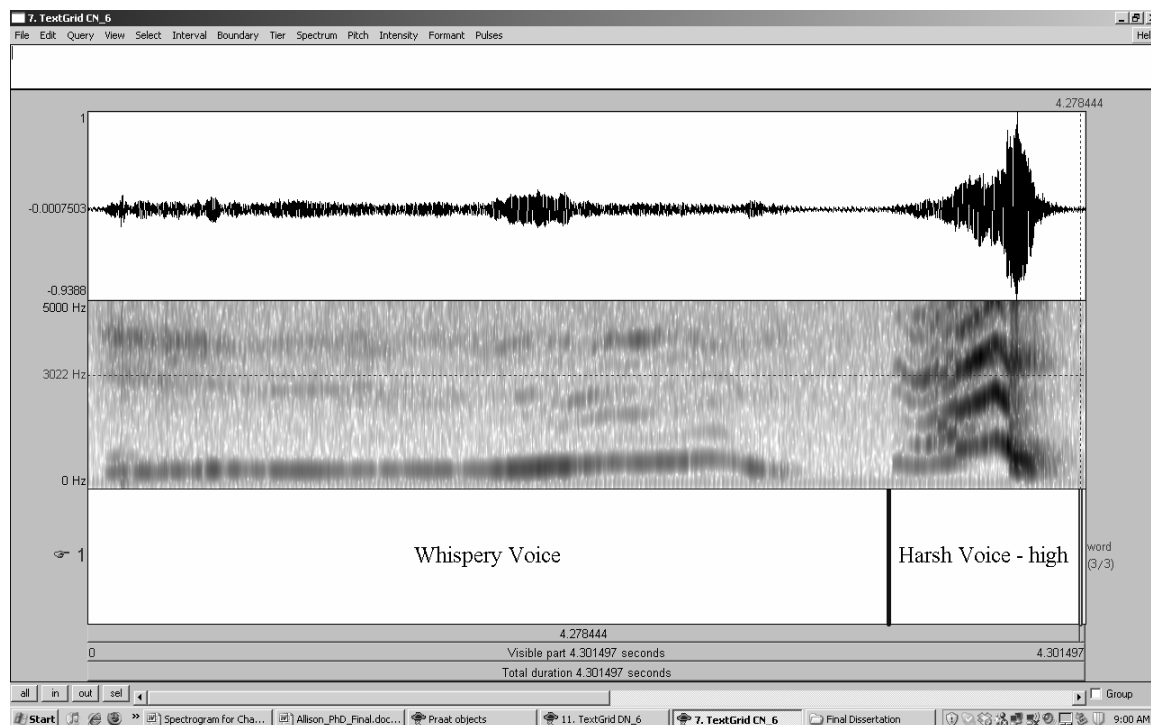 7. TextGrid CN_6
File Edit Query View Select Interval Boundary Tier Spectrum Pitch Intensity Formant Pulses Hel
4.278444
1
-0.0007503
-0.9388
5000 Hz
3022 Hz
0 Hz
1 Whispery Voice Harsh Voice - high word
(3/3)
4.278444
0 Visible part 4.301497 seconds 4.301497
Total duration 4.301497 seconds
all in out sel Group
Start » Spectrogram for Cha... Allison_PhD_Final.doc... Praat objects 11. TextGrid DN_6 7. TextGrid CN_6 Final Dissertation 9:00 AM